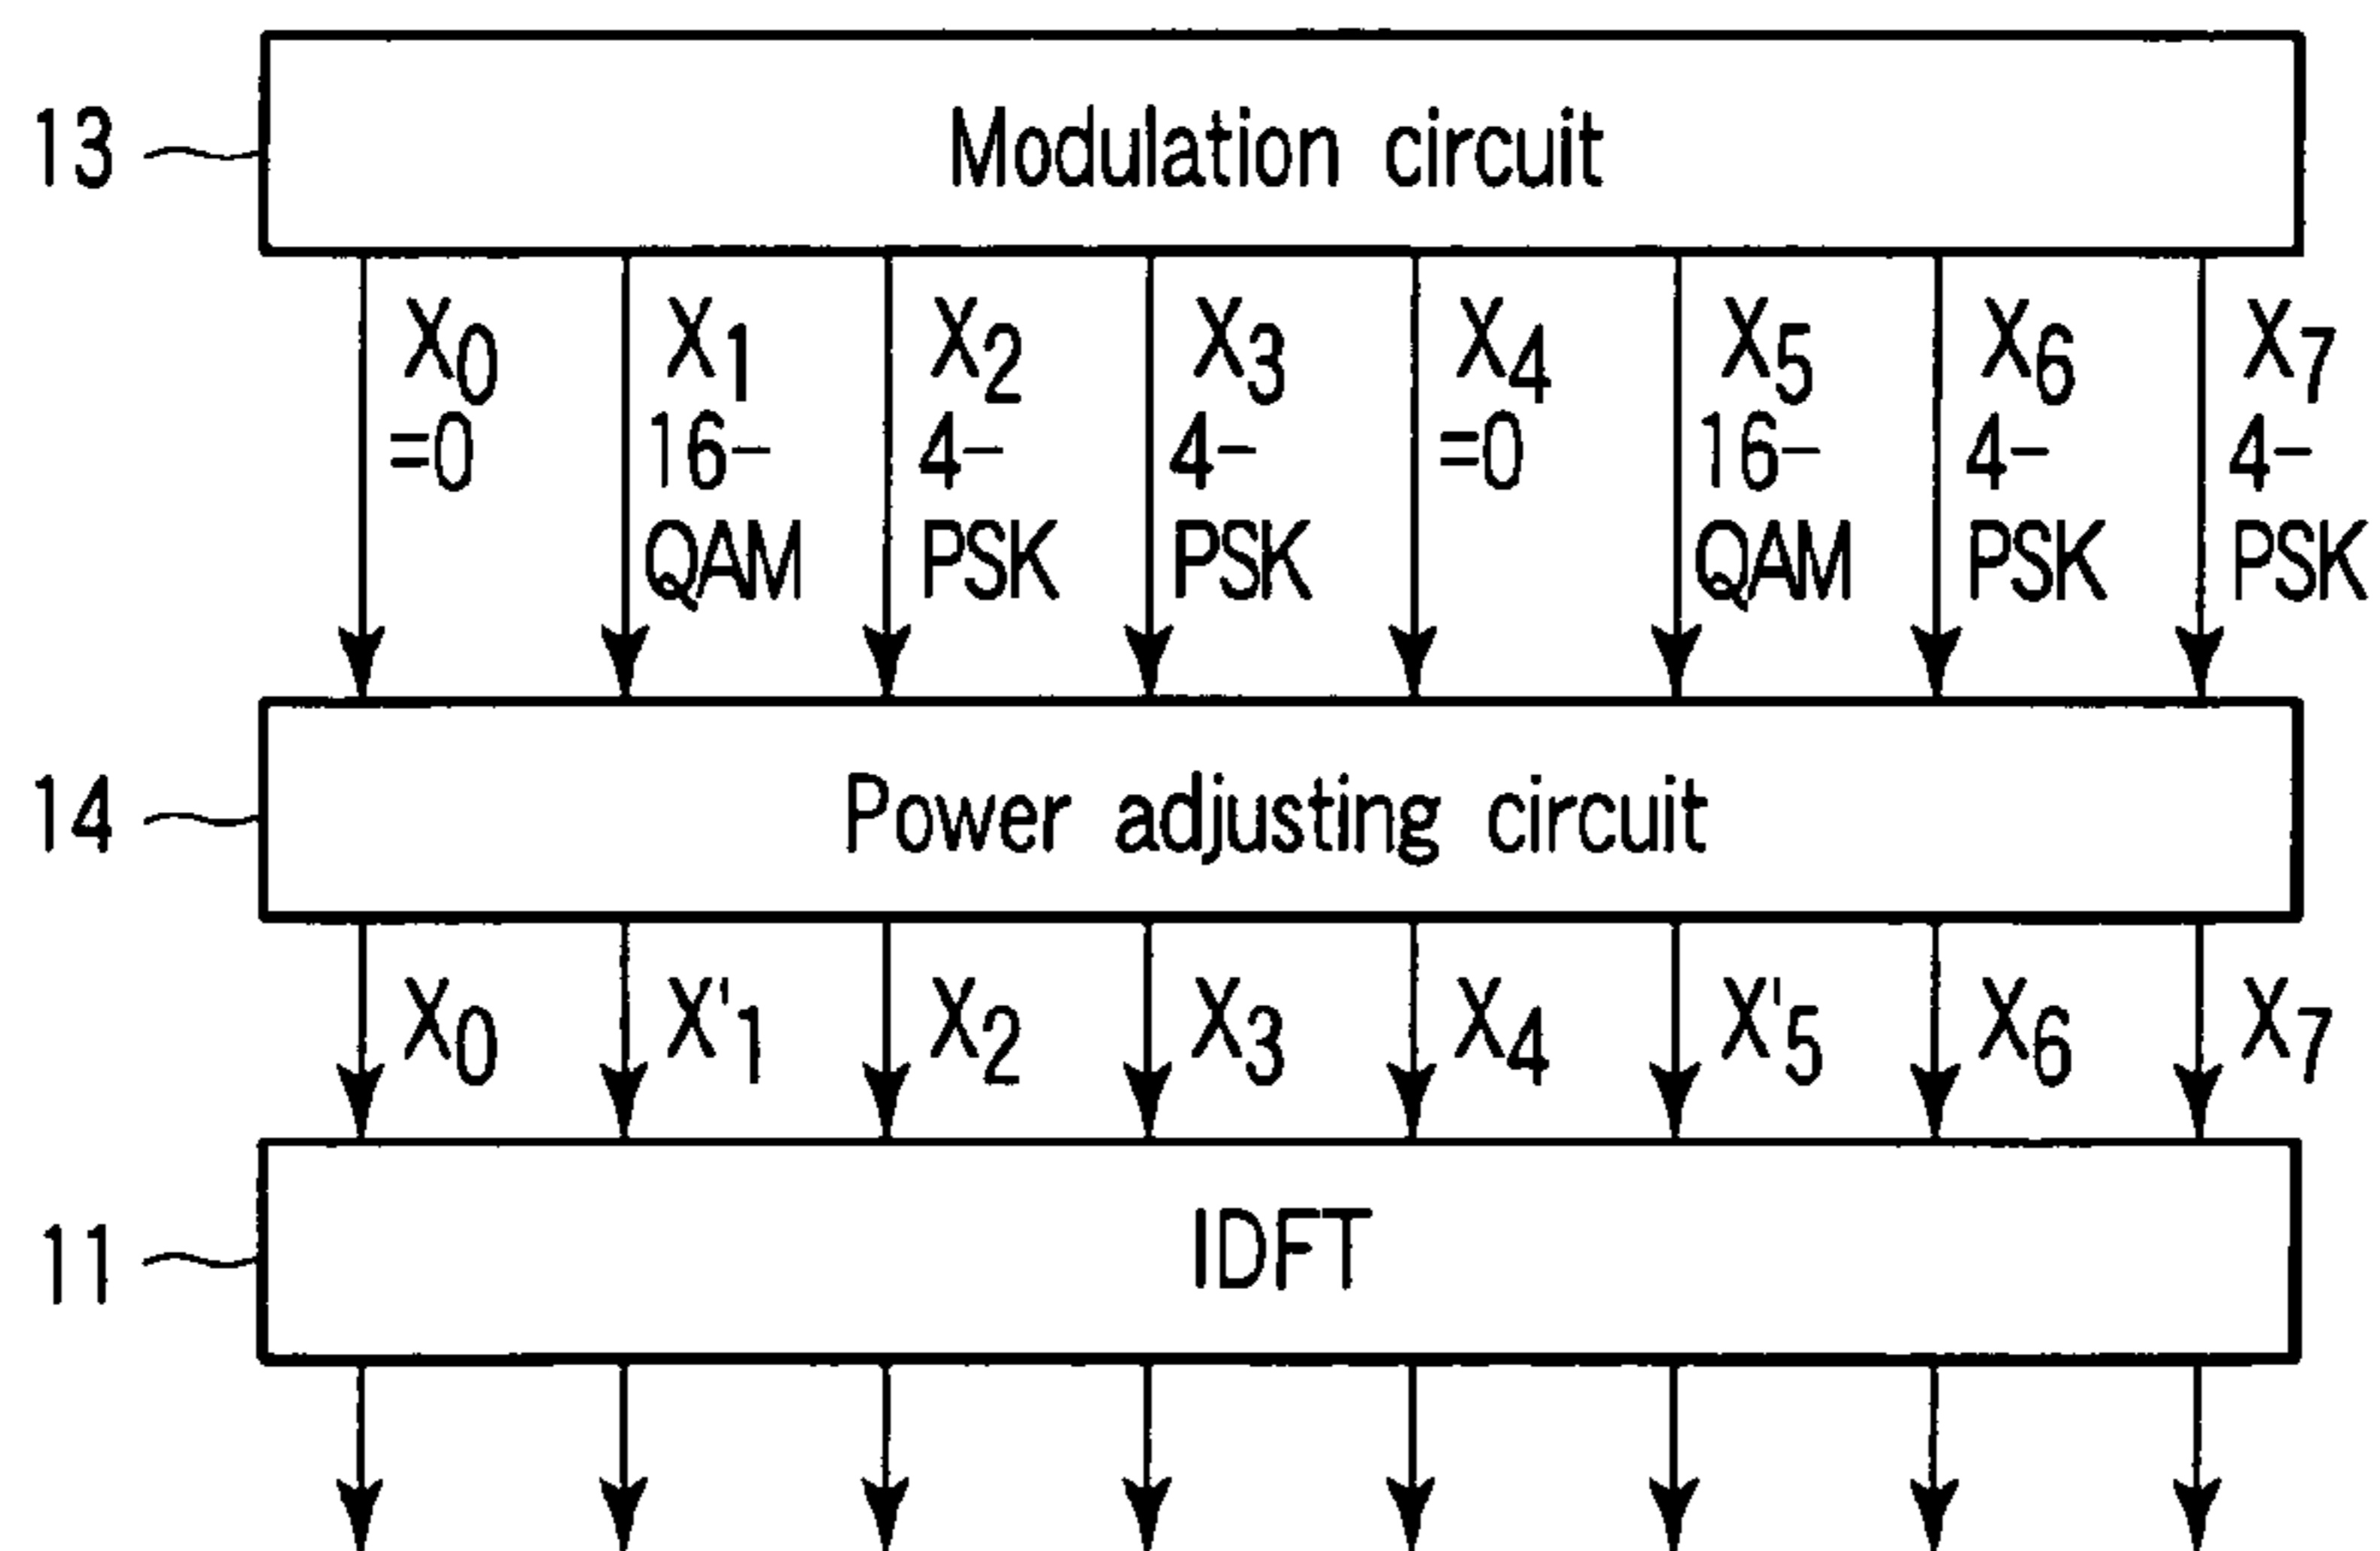 13
Modulation circuit
X0 X1 X2 X3 X4 X5 X6 X7
=0 16- 4- 4- =0 16- 4- 4-
QAM PSK PSK QAM PSK PSK
14
Power adjusting circuit
X0 X'1 X2 X3 X4 X'5 X6 X7
11
IDFT